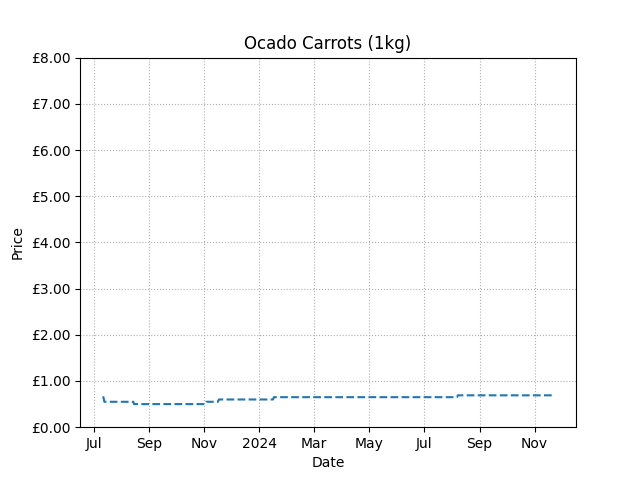 Ocado Carrots (1kg)
£8.00
£7.00
£6.00
£5.00
£4.00
£3.00
£2.00
£1.00
£0.00
Price
Jul Sep Nov 2024 Mar May Jul Sep Nov
Date